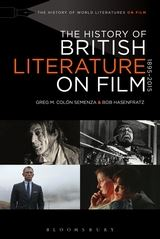 THE HISTORY OF WORLD LITERATURES ON FILM
THE HISTORY OF
BRITISH
LITERATURE
ON FILM
1895-2015
GREG M. COLÓN SEMENZA & BOB HASENFRATZ
BLOOMSBURY